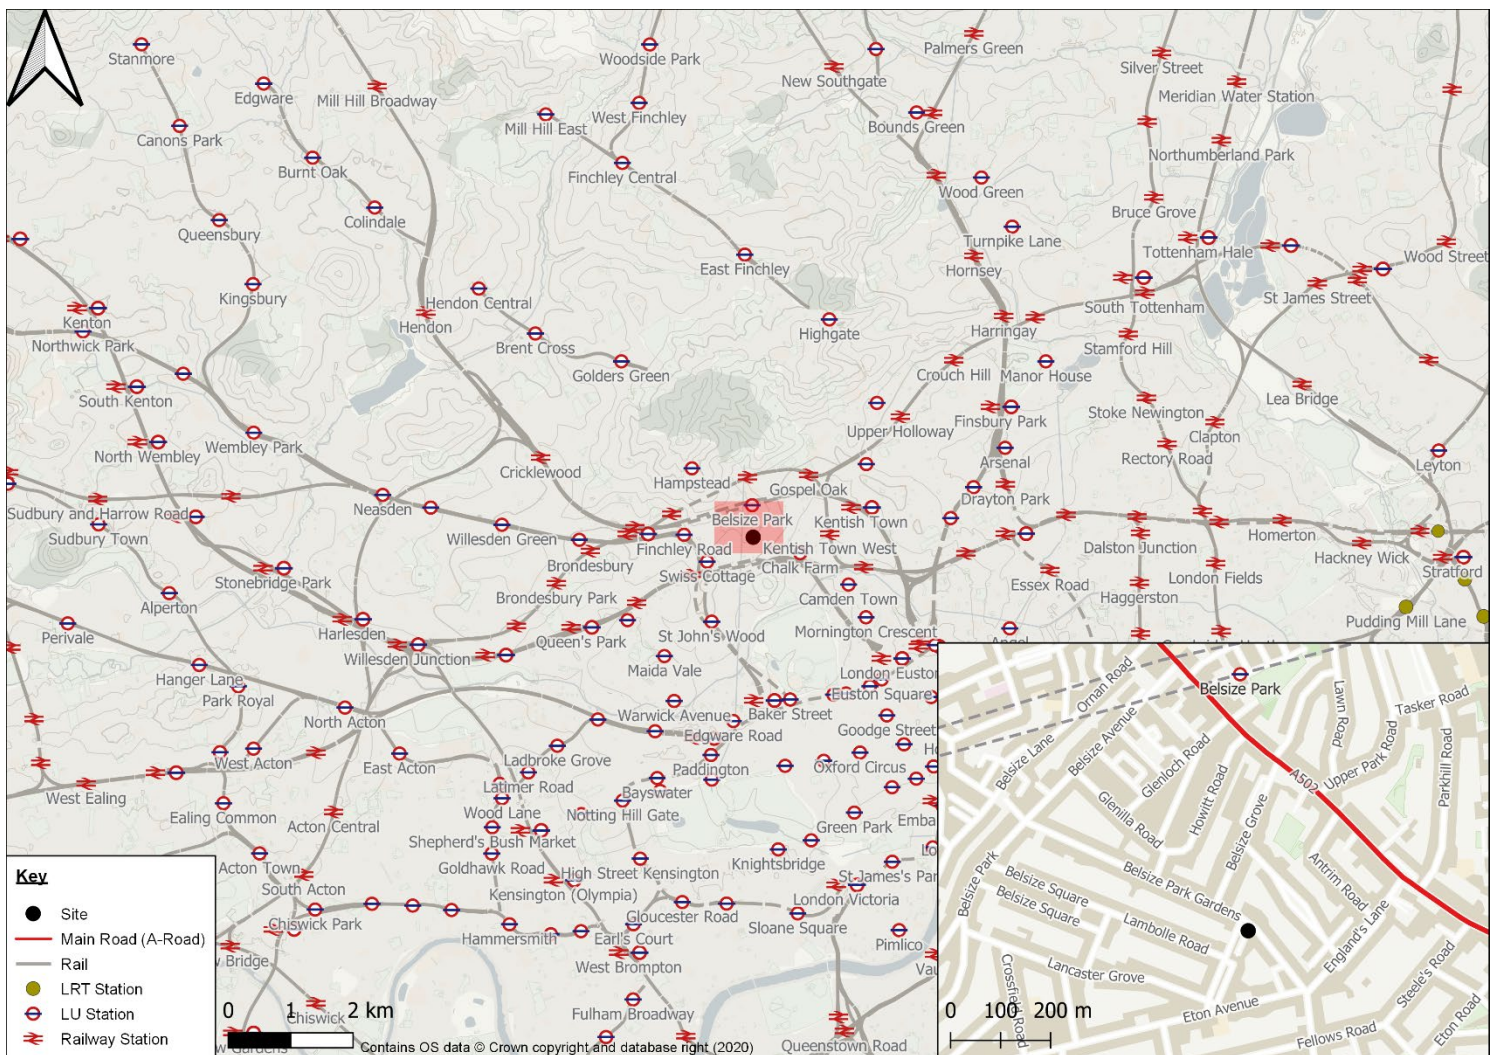 Stanmore
Woodside Park
Palmers Green
New Southgate
Silver Street
Edgware
Mill Hill Broadway
Meridian Water Station
West Finchley
Mill Hill East
Bounds Green
Canons Park
Northumberland Park
Burnt Oak
Finchley Central
Wood Green
Colindale
Bruce Grove
Queensbury
Turnpike Lane
Tottenham Hale
Wood Street
East Finchley
Hornsey
Kingsbury
Hendon Central
St James Street
South Tottenham
Kenton
Hendon
Highgate
Harringay
Northwick Park
Brent Cross
Stamford Hill
Golders Green
Crouch Hill
Manor House
South Kenton
Lea Bridge
Stoke Newington
Upper Holloway
Finsbury Park
Clapton
Wembley Park
North Wembley
Rectory Road
Arsenal
Leyton
Cricklewood
Hampstead
Gospel Oak
Drayton Park
Neasden
Sudbury and Harrow Road
Belsize Park
Kentish Town
Sudbury Town
Willesden Green
Dalston Junction
Homerton
Finchley Road
Kentish Town West
Hackney Wick
Brondesbury
Chalk Farm
Swiss Cottage
Stratford
Stonebridge Park
Essex Road
London Fields
Brondesbury Park
Camden Town
Haggerston
Alperton
Pudding Mill Lane
Perivale
Harlesden
Queen's Park
St John's Wood
Mornington Crescent
Angel
Willesden Junction
Maida Vale
Hanger Lane
London Euston
Park Royal
Euston Square
North Acton
Warwick Avenue
Baker Street
Goodge Street
Edgware Road
West Acton
East Acton
Ladbroke Grove
Paddington
Oxford Circus
Latimer Road
Bayswater
West Ealing
Wood Lane
Notting Hill Gate
Ealing Common
Acton Central
Green Park
Emba
Shepherd's Bush Market
Acton Town
Goldhawk Road
High Street Kensington
Knightsbridge
St James's Par
South Acton
Kensington (Olympia)
London Victoria
Chiswick Park
Gloucester Road
Sloane Square
Hammersmith
Earl's Court
Pimlico
w Bridge
West Brompton
Vau
Fulham Broadway
Chiswick
w Gardens
Queenstown Road
Key
Site
Main Road (A-Road)
Rail
LRT Station
LU Station
Railway Station
0 1 2 km
Contains OS data © Crown copyright and database right (2020)
Ornan Road
Belsize Park
Lawn Road
Tasker Road
Belsize Lane
Belsize Avenue
Glenloch Road
A502
Upper Park Road
Parkhill Road
Glenilla Road
Howitt Road
Belsize Grove
Belsize Park
Belsize Square
Belsize Square
Belsize Park Gardens
Antrim Road
Lambolle Road
England's Lane
Lancaster Grove
Crossfield Road
Steele's Road
Eton Avenue
Fellows Road
Eton Road
0 100 200 m